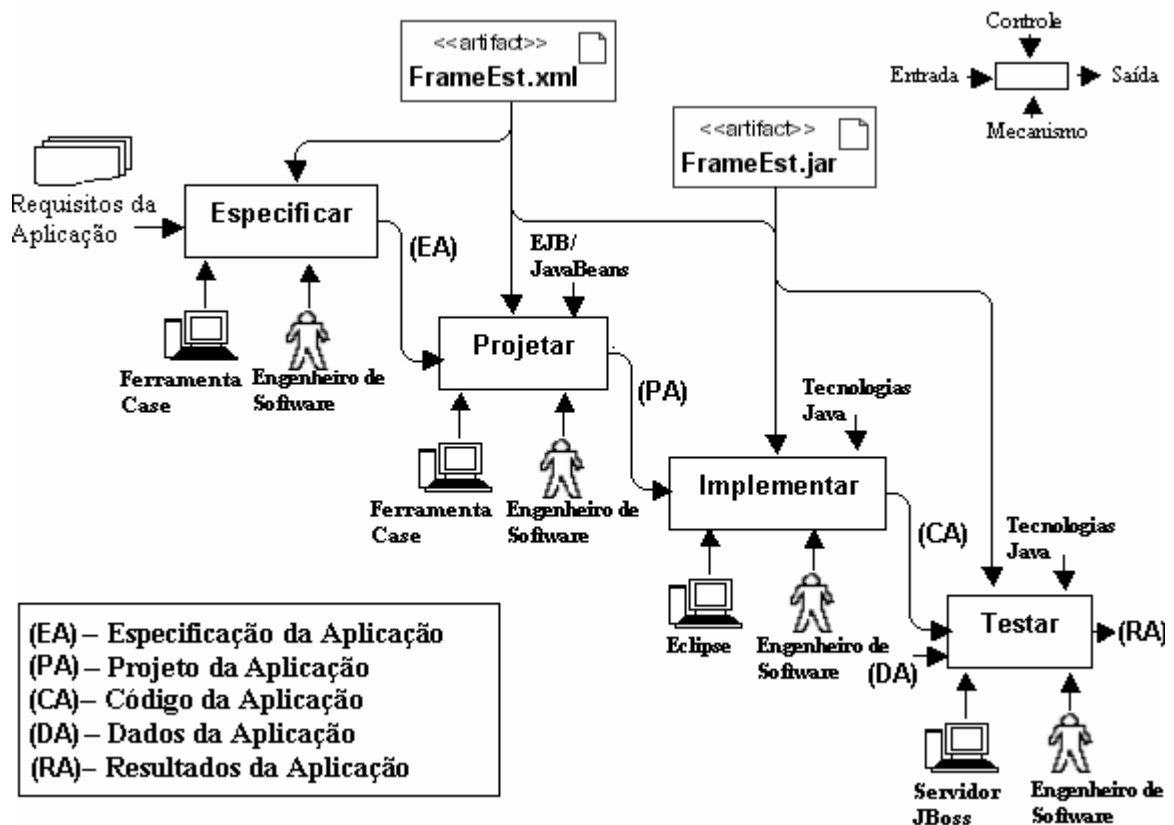 <<artifact>>
FrameEst.xml
Controle
Entrada
Saída
Mecanismo
<<artifact>>
FrameEst.jar
Requisitos da
Aplicação
Especificar
(EA)
EJB/
JavaBeans
Ferramenta
Case
Engenheiro de
Software
Projetar
(PA)
Tecnologias
Java
Ferramenta
Case
Engenheiro de
Software
Implementar
(CA)
Tecnologias
Java
Eclipse
Engenheiro de
Software
Testar
(RA)
(DA)
Servidor
JBoss
Engenheiro de
Software
(EA) – Especificação da Aplicação
(PA) – Projeto da Aplicação
(CA) – Código da Aplicação
(DA) – Dados da Aplicação
(RA) – Resultados da Aplicação